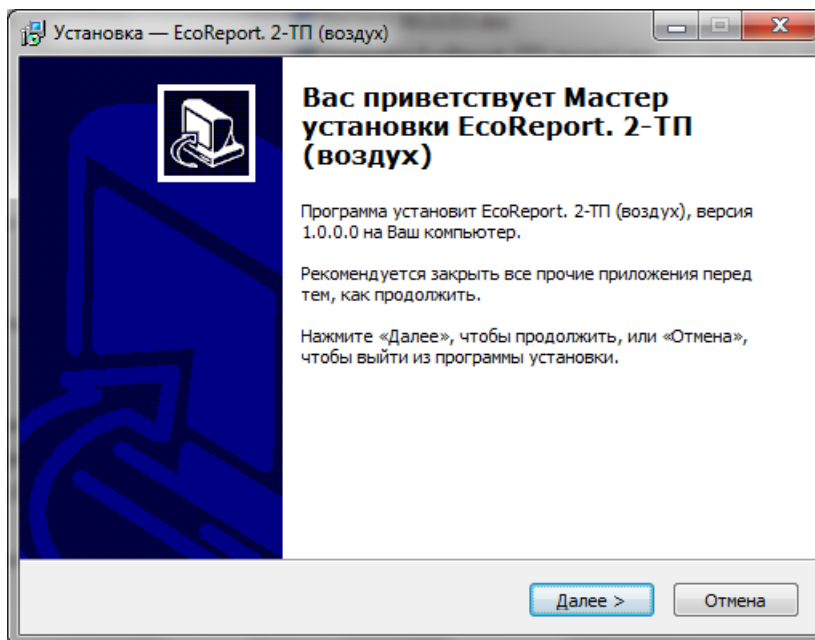 Установка — EcoReport. 2-ТП (воздух)
Вас приветствует Мастер
установки EcoReport. 2-ТП
(воздух)
Программа установит EcoReport. 2-ТП (воздух), версия
1.0.0.0 на Ваш компьютер.
Рекомендуется закрыть все прочие приложения перед
тем, как продолжить.
Нажмите «Далее», чтобы продолжить, или «Отмена»,
чтобы выйти из программы установки.
Далее > Отмена